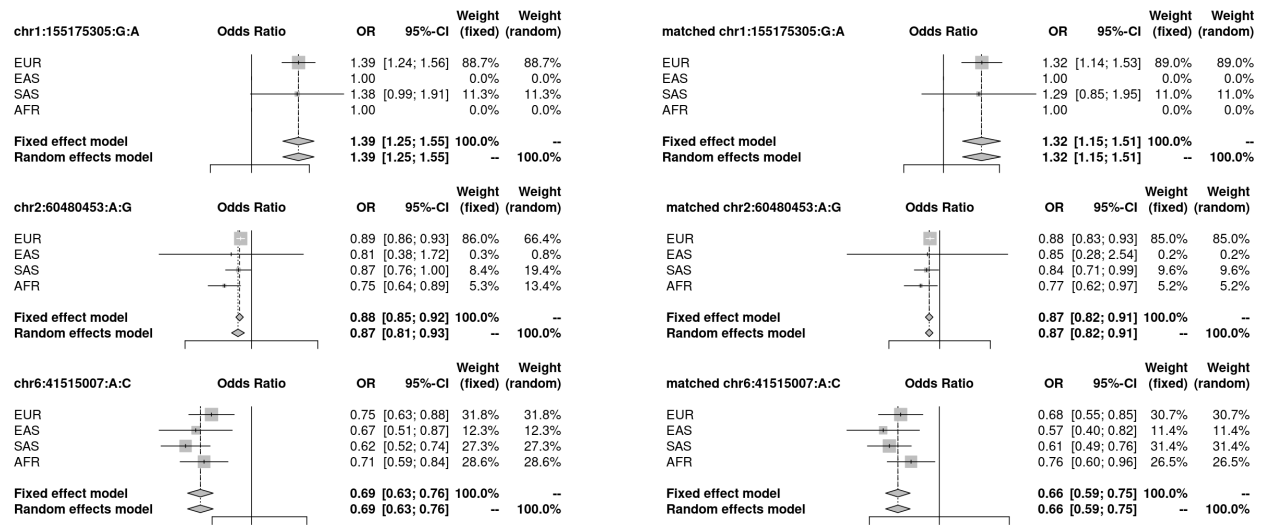 Weight Weight
chr1:155175305:G:A Odds Ratio OR 95%-CI (fixed) (random)
EUR 1.39 [1.24; 1.56] 88.7% 88.7%
EAS 1.00 0.0% 0.0%
SAS 1.38 [0.99; 1.91] 11.3% 11.3%
AFR 1.00 0.0% 0.0%
Fixed effect model 1.39 [1.25; 1.55] 100.0% --
Random effects model 1.39 [1.25; 1.55] -- 100.0%
Weight Weight
matched chr1:155175305:G:A Odds Ratio OR 95%-CI (fixed) (random)
EUR 1.32 [1.14; 1.53] 89.0% 89.0%
EAS 1.00 0.0% 0.0%
SAS 1.29 [0.85; 1.95] 11.0% 11.0%
AFR 1.00 0.0% 0.0%
Fixed effect model 1.32 [1.15; 1.51] 100.0% --
Random effects model 1.32 [1.15; 1.51] -- 100.0%
Weight Weight
chr2:60480453:A:G Odds Ratio OR 95%-CI (fixed) (random)
EUR 0.89 [0.86; 0.93] 86.0% 66.4%
EAS 0.81 [0.38; 1.72] 0.3% 0.8%
SAS 0.87 [0.76; 1.00] 8.4% 19.4%
AFR 0.75 [0.64; 0.89] 5.3% 13.4%
Fixed effect model 0.88 [0.85; 0.92] 100.0% --
Random effects model 0.87 [0.81; 0.93] -- 100.0%
Weight Weight
matched chr2:60480453:A:G Odds Ratio OR 95%-CI (fixed) (random)
EUR 0.88 [0.83; 0.93] 85.0% 85.0%
EAS 0.85 [0.28; 2.54] 0.2% 0.2%
SAS 0.84 [0.71; 0.99] 9.6% 9.6%
AFR 0.77 [0.62; 0.97] 5.2% 5.2%
Fixed effect model 0.87 [0.82; 0.91] 100.0% --
Random effects model 0.87 [0.82; 0.91] -- 100.0%
Weight Weight
chr6:41515007:A:C Odds Ratio OR 95%-CI (fixed) (random)
EUR 0.75 [0.63; 0.88] 31.8% 31.8%
EAS 0.67 [0.51; 0.87] 12.3% 12.3%
SAS 0.62 [0.52; 0.74] 27.3% 27.3%
AFR 0.71 [0.59; 0.84] 28.6% 28.6%
Fixed effect model 0.69 [0.63; 0.76] 100.0% --
Random effects model 0.69 [0.63; 0.76] -- 100.0%
Weight Weight
matched chr6:41515007:A:C Odds Ratio OR 95%-CI (fixed) (random)
EUR 0.68 [0.55; 0.85] 30.7% 30.7%
EAS 0.57 [0.40; 0.82] 11.4% 11.4%
SAS 0.61 [0.49; 0.76] 31.4% 31.4%
AFR 0.76 [0.60; 0.96] 26.5% 26.5%
Fixed effect model 0.66 [0.59; 0.75] 100.0% --
Random effects model 0.66 [0.59; 0.75] -- 100.0%